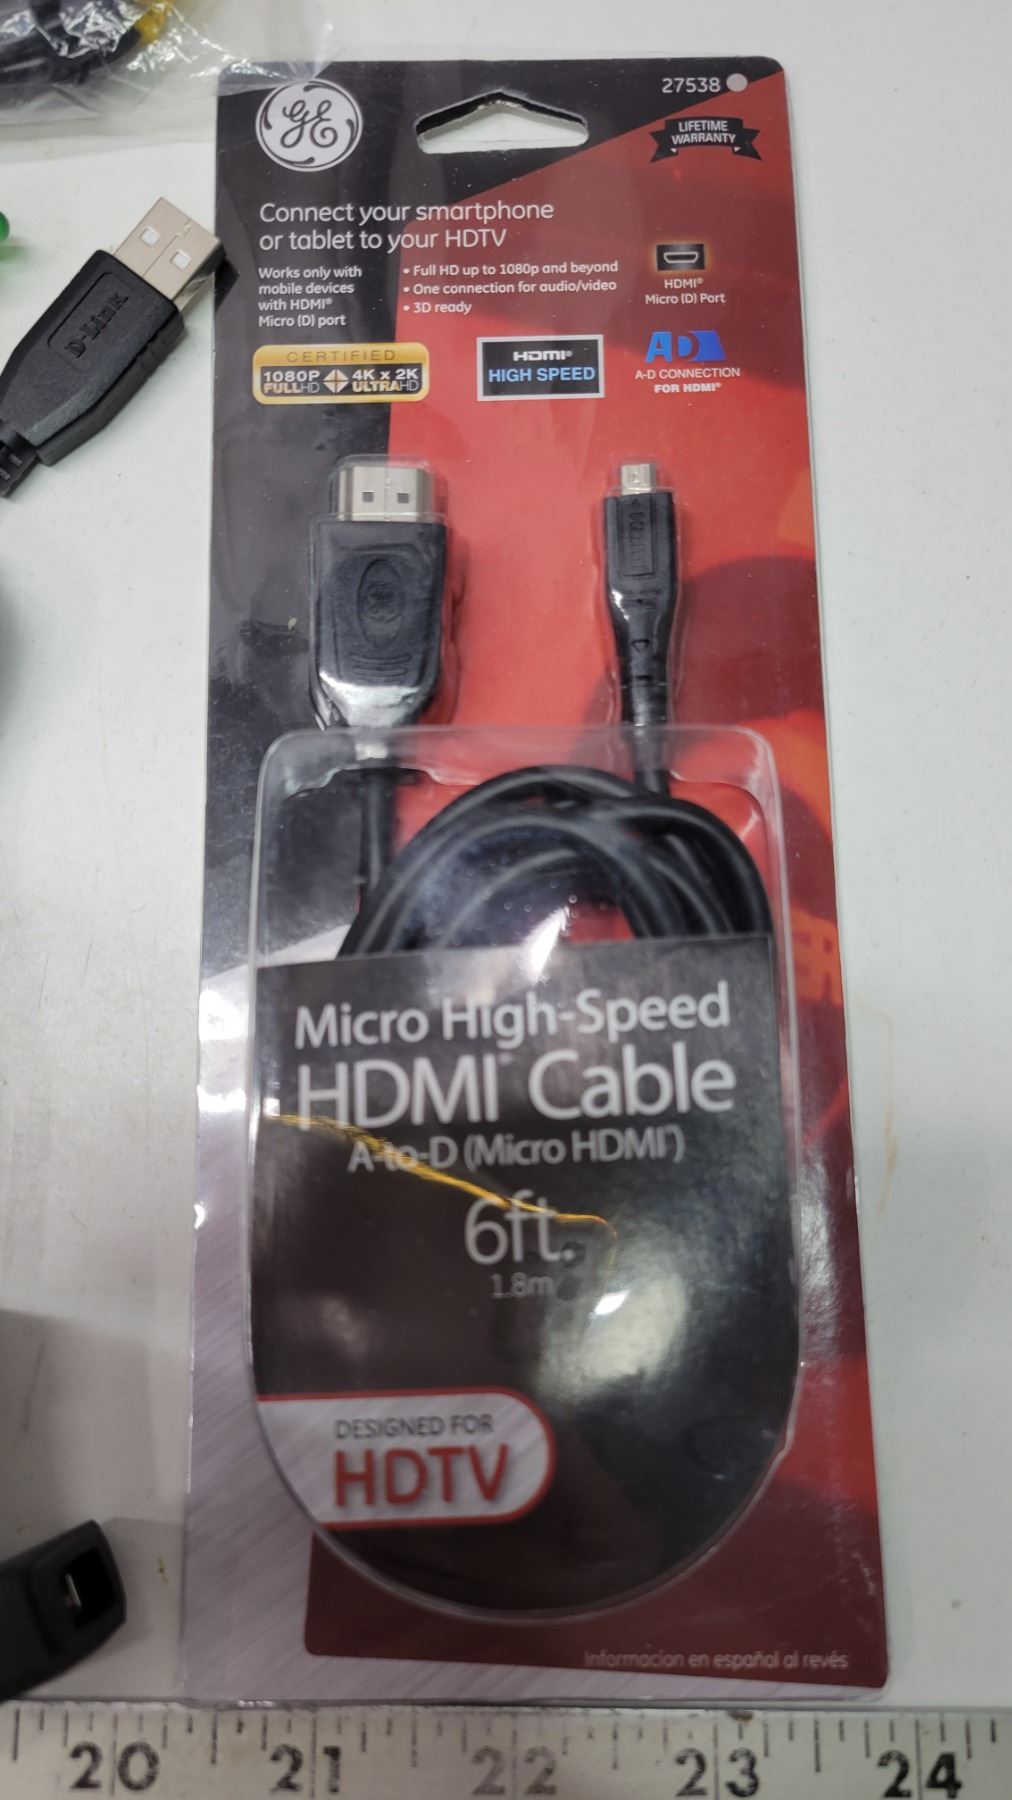 GE
27538
LIFETIME
WARRANTY
Connect your smartphone
or tablet to your HDTV
Works only with
mobile devices
with HDMI®
Micro (D) port
• Full HD up to 1080p and beyond
• One connection for audio/video
• 3D ready
HDMI®
Micro (D) Port
CERTIFIED
1080P
FULLHD
4K x 2K
ULTRAHD
HDMI®
HIGH SPEED
AD
A-D CONNECTION
FOR HDMI®
D-Link
GE
HDMI
Micro High-Speed
HDMI® Cable
A-to-D (Micro HDMI®)
6ft.
1.8m
DESIGNED FOR
HDTV
Informacion en español al revés
20 21 22 23 24